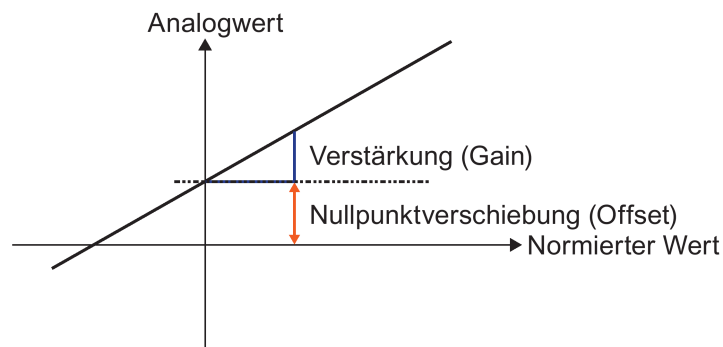 Analogwert
Verstärkung (Gain)
Nullpunktverschiebung (Offset)
Normierter Wert